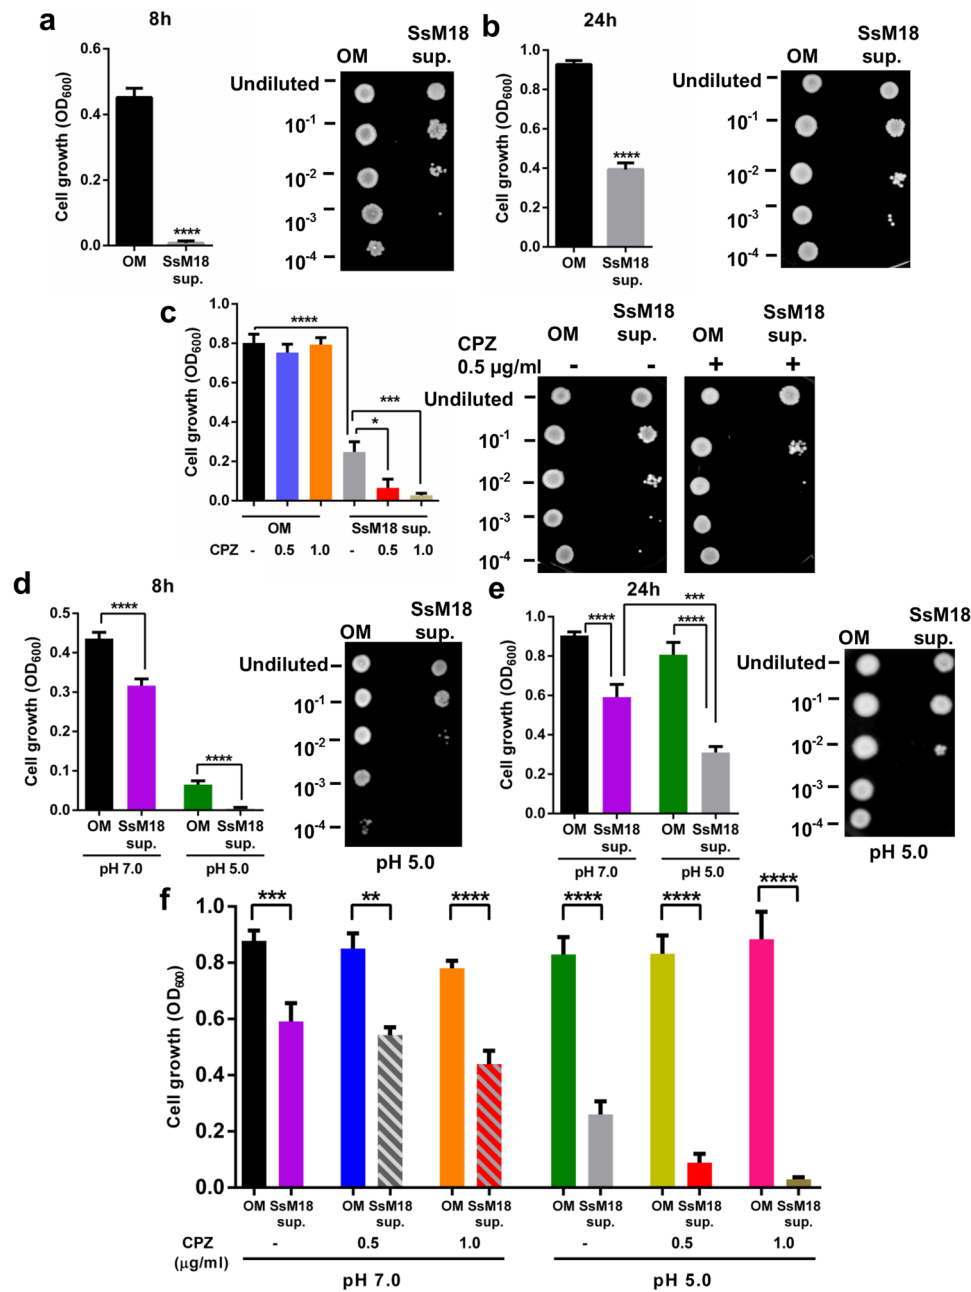 a
8h
Cell growth (OD600)
0.6
0.4
0.2
0.0
****
OM
SsM18
sup.
OM
SsM18
sup.
Undiluted
10-1
10-2
10-3
10-4
b
24h
Cell growth (OD600)
1.0
0.8
0.6
0.4
0.2
0.0
****
OM
SsM18
sup.
OM
SsM18
sup.
Undiluted
10-1
10-2
10-3
10-4
c
Cell growth (OD600)
1.0
0.8
0.6
0.4
0.2
0.0
****
***
*
OM
SsM18 sup.
CPZ - 0.5 1.0 - 0.5 1.0
OM
SsM18
sup.
OM
SsM18
sup.
CPZ
0.5 µg/ml - - + +
Undiluted
10-1
10-2
10-3
10-4
d
8h
Cell growth (OD600)
0.5
0.4
0.3
0.2
0.1
0.0
****
****
OM SsM18 OM SsM18
sup. sup.
pH 7.0 pH 5.0
OM
SsM18
sup.
Undiluted
10-1
10-2
10-3
10-4
pH 5.0
e
24h
Cell growth (OD600)
1.0
0.8
0.6
0.4
0.2
0.0
****
***
****
OM SsM18 OM SsM18
sup. sup.
pH 7.0 pH 5.0
OM
SsM18
sup.
Undiluted
10-1
10-2
10-3
10-4
pH 5.0
f
Cell growth (OD600)
1.0
0.8
0.6
0.4
0.2
0.0
*** ** **** **** **** ****
OM SsM18 OM SsM18 OM SsM18 OM SsM18 OM SsM18 OM SsM18
sup. sup. sup. sup. sup. sup.
CPZ - 0.5 1.0 - 0.5 1.0
(µg/ml)
pH 7.0 pH 5.0